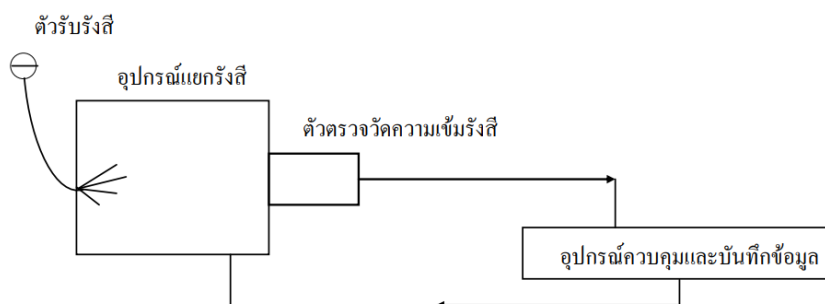 ตัวรับรังสี
อุปกรณ์แยกรังสี
ตัวตรวจวัดความเข้มรังสี
อุปกรณ์ควบคุมและบันทึกข้อมูล